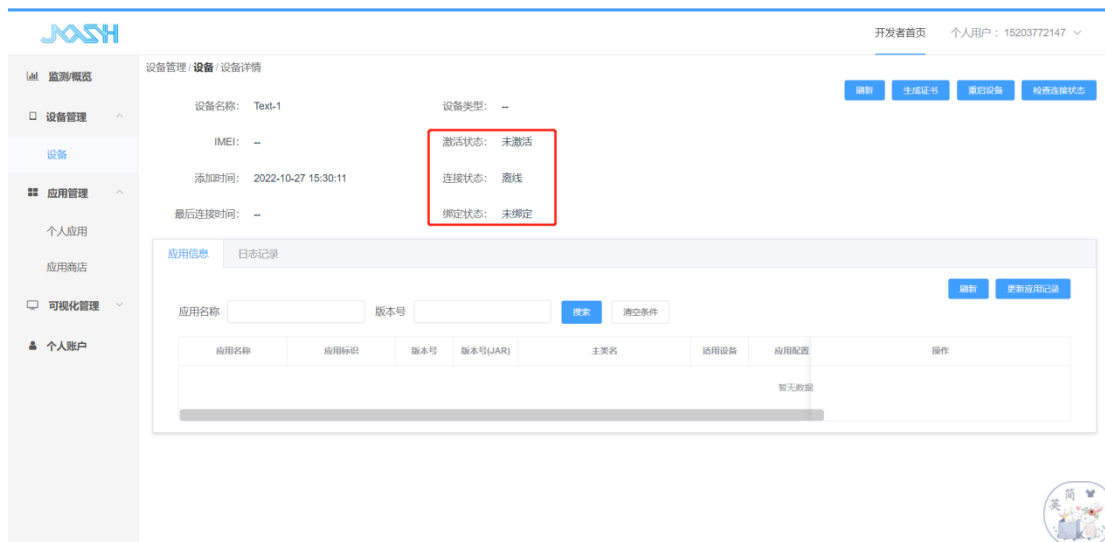 JMASH
开发者首页 个人用户：15203772147
监测/概览
设备管理
设备
应用管理
个人应用
应用商店
可视化管理
个人账户
设备管理/设备/设备详情
刷新 生成证书 重启设备 检查连接状态
设备名称： Text-1 设备类型： --
IMEI： -- 激活状态： 未激活
添加时间： 2022-10-27 15:30:11 连接状态： 离线
最后连接时间： -- 绑定状态： 未绑定
应用信息 日志记录
刷新 更新应用记录
应用名称 版本号 搜索 清空条件
应用名称 应用标识 版本号 版本号(JAR) 主类名 适用设备 应用配置 操作
暂无数据
英 简